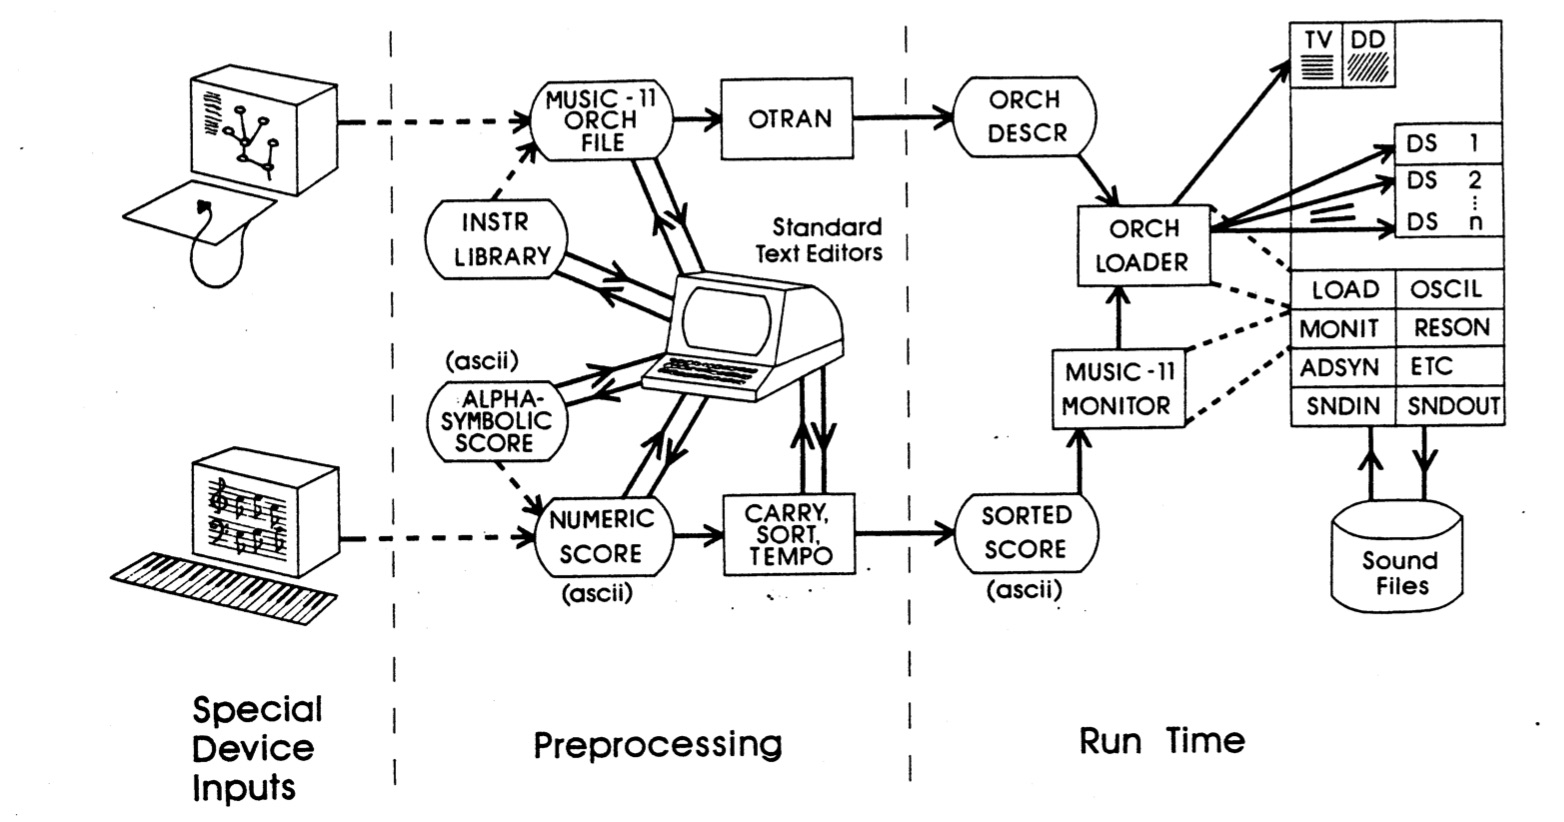 MUSIC - 11
ORCH
FILE
OTRAN
INSTR
LIBRARY
Standard
Text Editors
(ascii)
ALPHA-
SYMBOLIC
SCORE
NUMERIC
SCORE
(ascii)
CARRY,
SORT,
TEMPO
ORCH
DESCR
ORCH
LOADER
MUSIC - 11
MONITOR
SORTED
SCORE
(ascii)
TV DD
DS 1
DS 2
DS n
LOAD OSCIL
MONIT RESON
ADSYN ETC
SNDIN SNDOUT
Sound
Files
Special
Device
Inputs
Preprocessing
Run Time